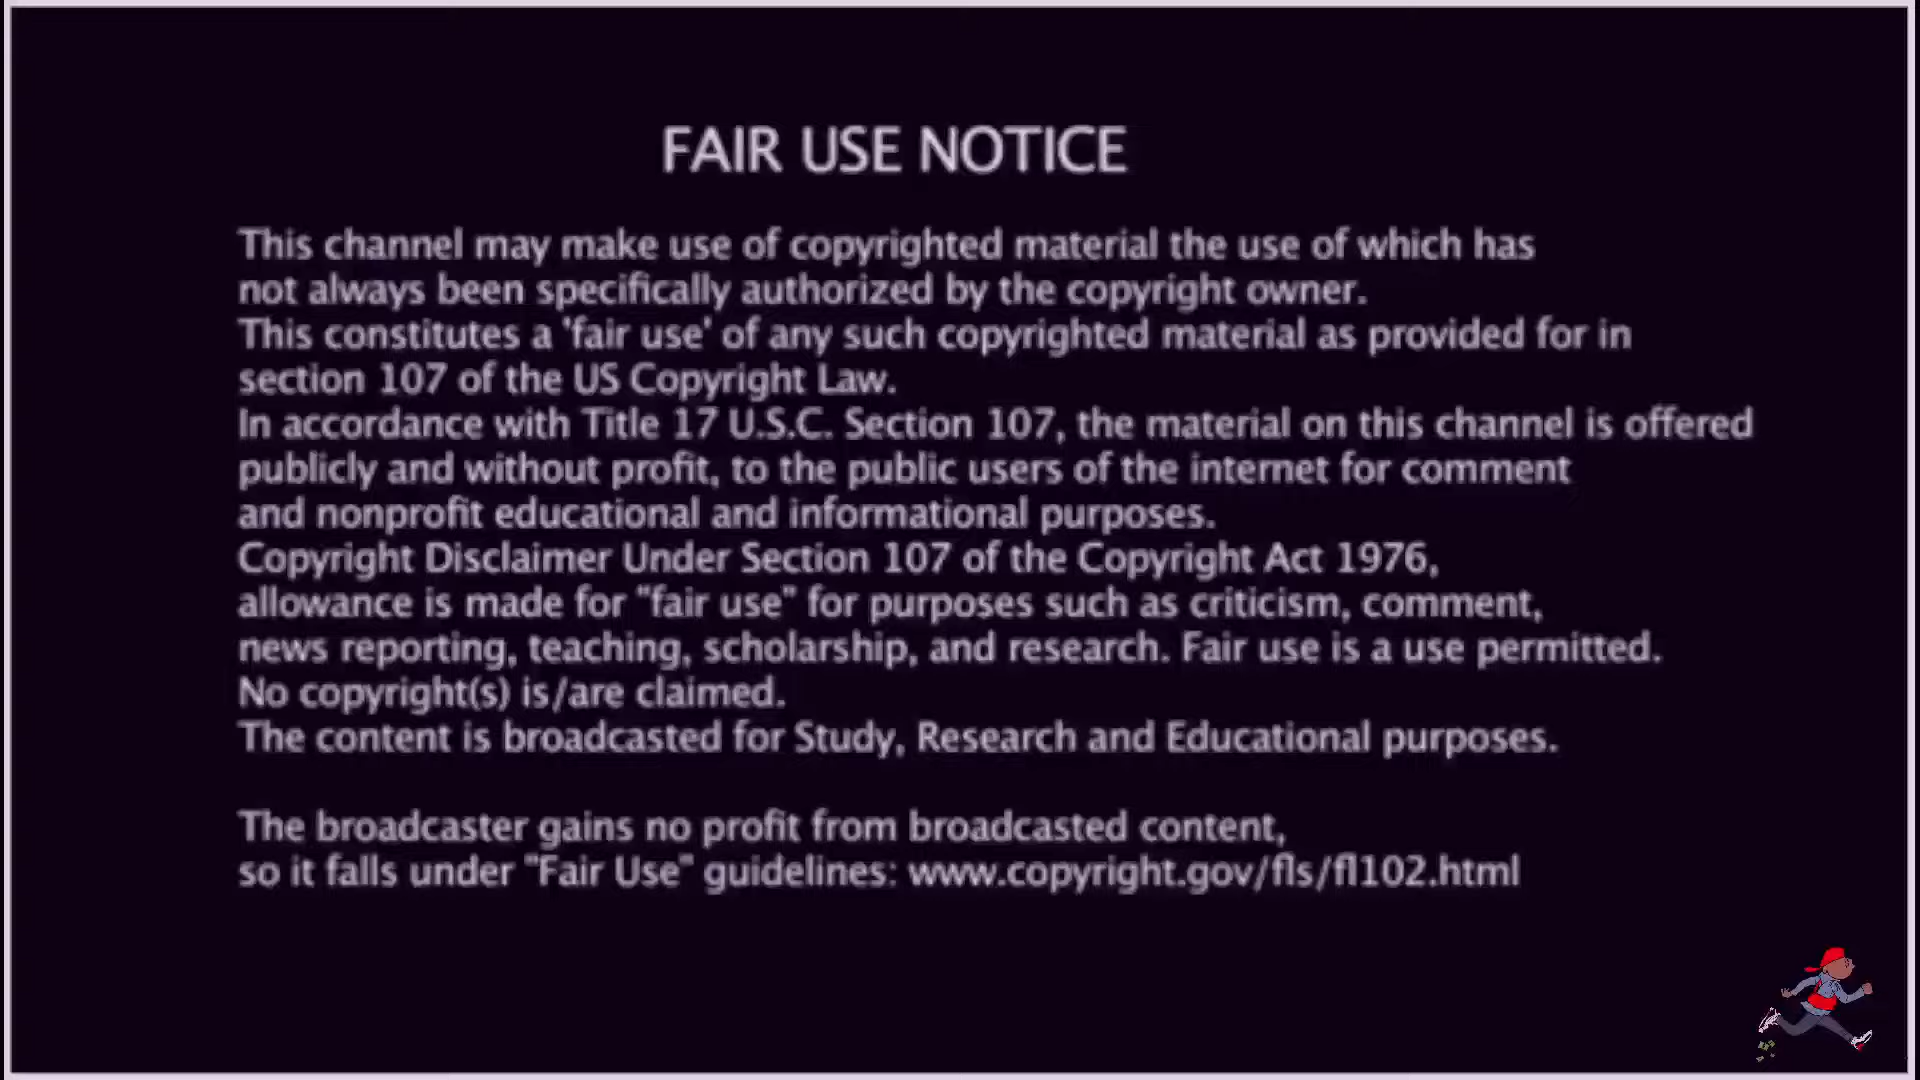 FAIR USE NOTICE
This channel may make use of copyrighted material the use of which has
not always been specifically authorized by the copyright owner.
This constitutes a 'fair use' of any such copyrighted material as provided for in
section 107 of the US Copyright Law.
In accordance with Title 17 U.S.C. Section 107, the material on this channel is offered
publicly and without profit, to the public users of the internet for comment
and nonprofit educational and informational purposes.
Copyright Disclaimer Under Section 107 of the Copyright Act 1976,
allowance is made for "fair use" for purposes such as criticism, comment,
news reporting, teaching, scholarship, and research. Fair use is a use permitted.
No copyright(s) is/are claimed.
The content is broadcasted for Study, Research and Educational purposes.
The broadcaster gains no profit from broadcasted content,
so it falls under "Fair Use" guidelines: www.copyright.gov/fls/fl102.html